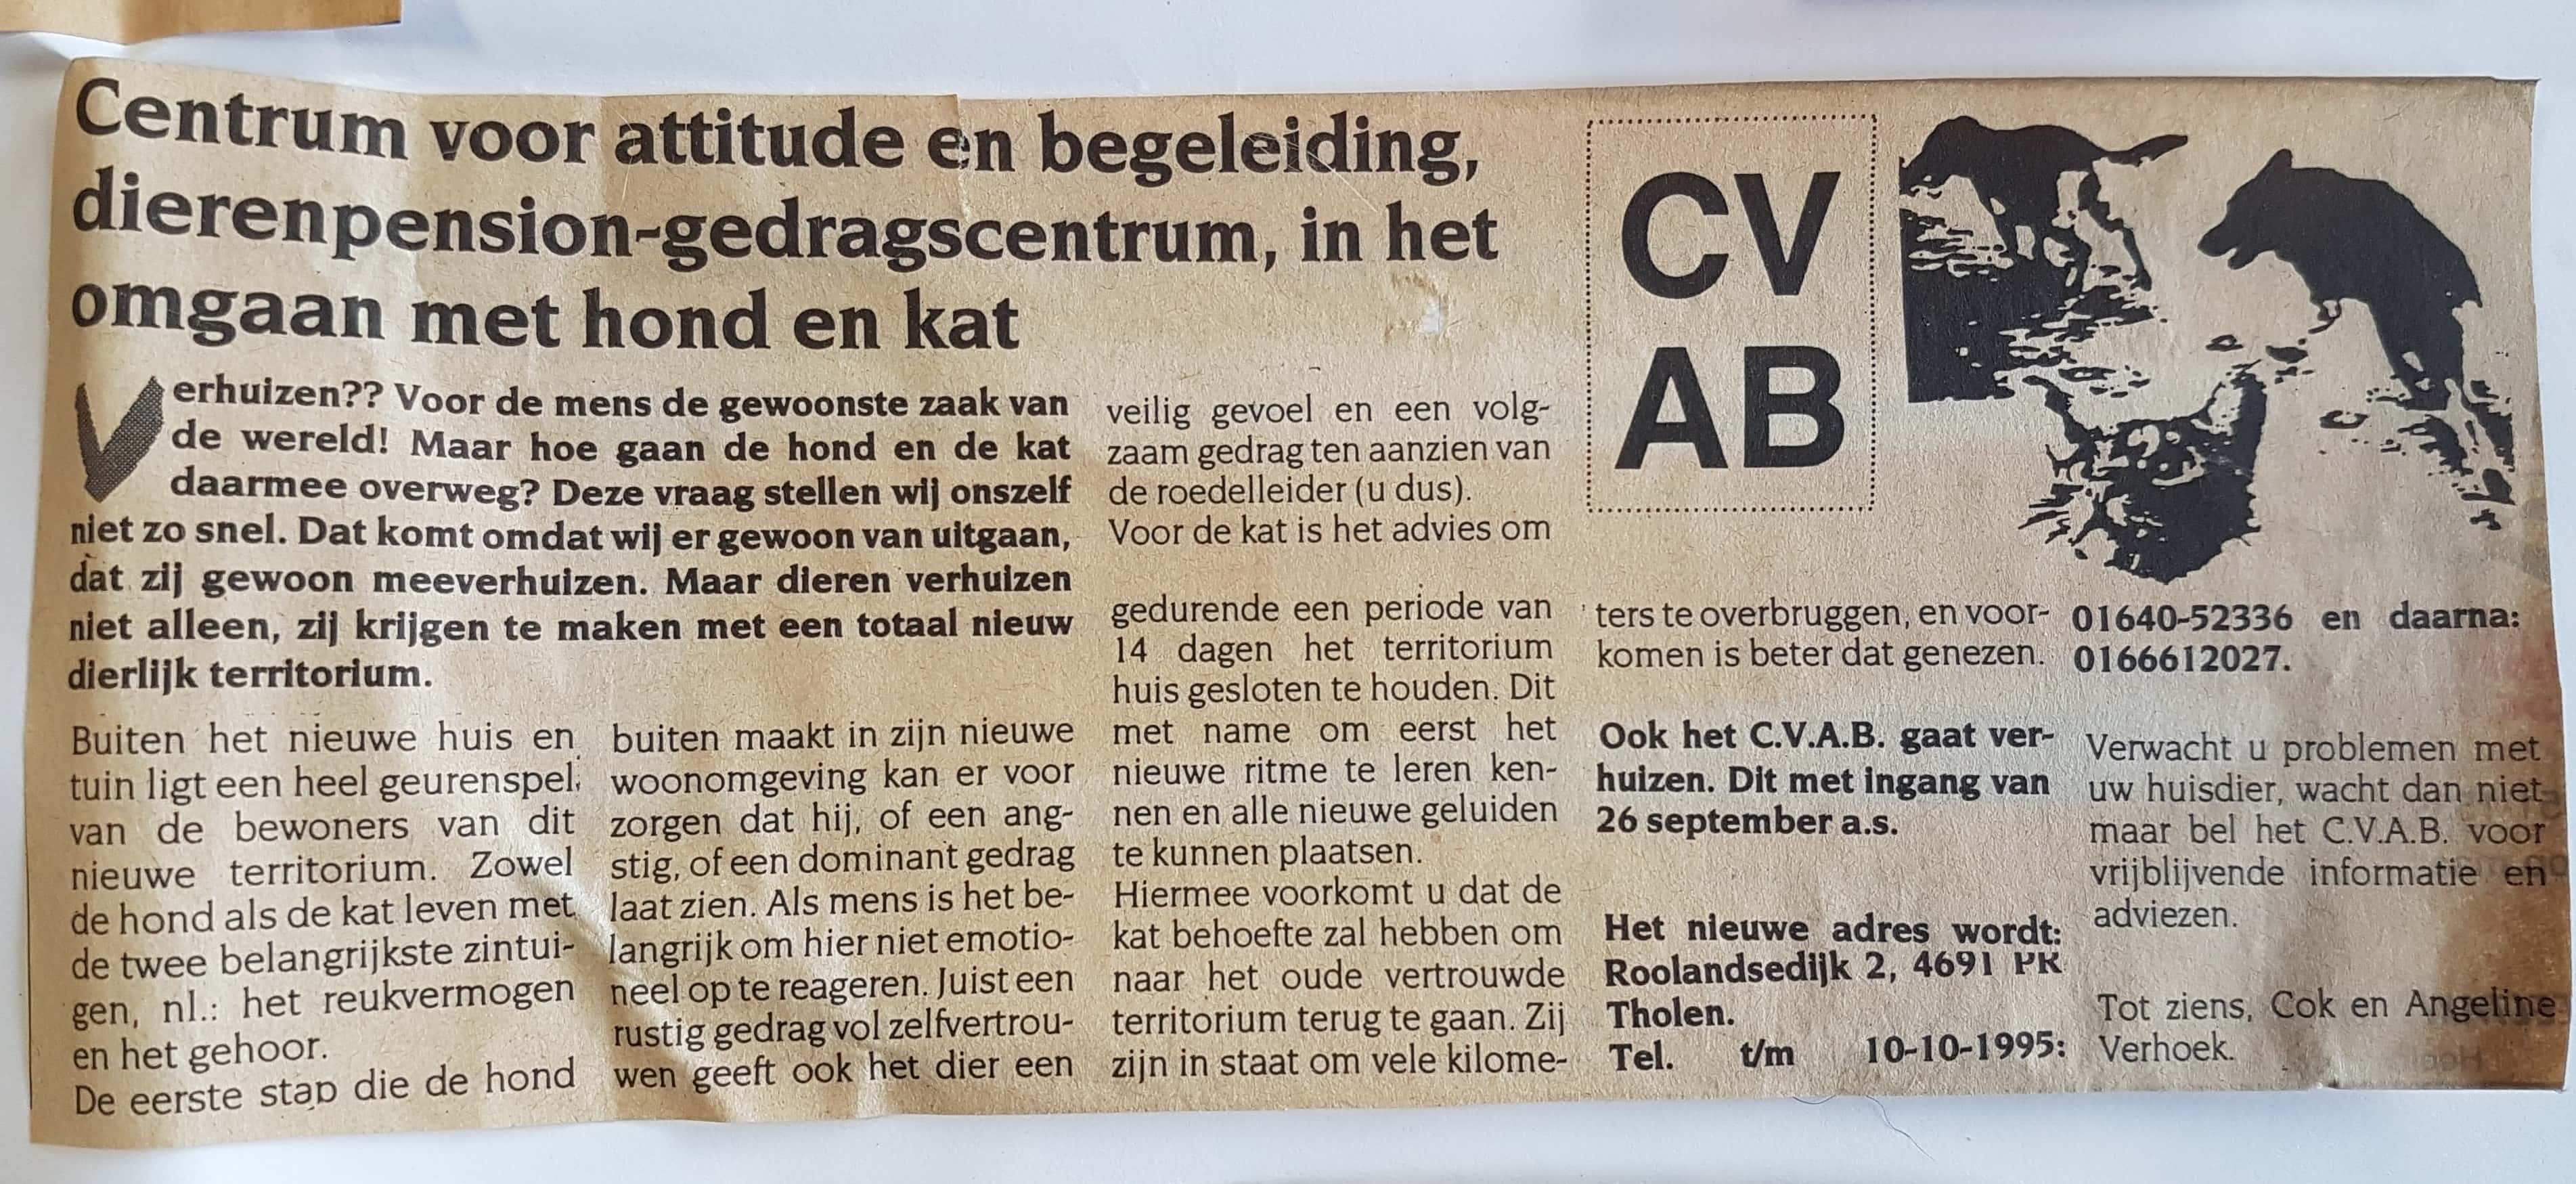 Centrum voor attitude en begeleiding,
dierenpension-gedragscentrum, in het
omgaan met hond en kat
CV
AB
Verhuizen?? Voor de mens de gewoonste zaak van
de wereld! Maar hoe gaan de hond en de kat
daarmee overweg? Deze vraag stellen wij onszelf
niet zo snel. Dat komt omdat wij er gewoon van uitgaan,
dat zij gewoon meeverhuizen. Maar dieren verhuizen
niet alleen, zij krijgen te maken met een totaal nieuw
dierlijk territorium.
Buiten het nieuwe huis en
tuin ligt een heel geurenspel
van de bewoners van dit
nieuwe territorium. Zowel
de hond als de kat leven met
de twee belangrijkste zintui-
gen, nl.: het reukvermogen
en het gehoor.
De eerste stap die de hond
buiten maakt in zijn nieuwe
woonomgeving kan er voor
zorgen dat hij, of een ang-
stig, of een dominant gedrag
laat zien. Als mens is het be-
langrijk om hier niet emotio-
neel op te reageren. Juist een
rustig gedrag vol zelfvertrou-
wen geeft ook het dier een
veilig gevoel en een volg-
zaam gedrag ten aanzien van
de roedelleider (u dus).
Voor de kat is het advies om
gedurende een periode van
14 dagen het territorium
huis gesloten te houden. Dit
met name om eerst het
nieuwe ritme te leren ken-
nen en alle nieuwe geluiden
te kunnen plaatsen.
Hiermee voorkomt u dat de
kat behoefte zal hebben om
naar het oude vertrouwde
territorium terug te gaan. Zij
zijn in staat om vele kilome-
ters te overbruggen, en voor-
komen is beter dat genezen.
Ook het C.V.A.B. gaat ver-
huizen. Dit met ingang van
26 september a.s.
Het nieuwe adres wordt:
Roolandsedijk 2, 4691 PR
Tholen.
Tel. t/m 10-10-1995:
01640-52336 en daarna:
0166612027.
Verwacht u problemen met
uw huisdier, wacht dan niet
maar bel het C.V.A.B. voor
vrijblijvende informatie en
adviezen.
Tot ziens, Cok en Angeline
Verhoek.